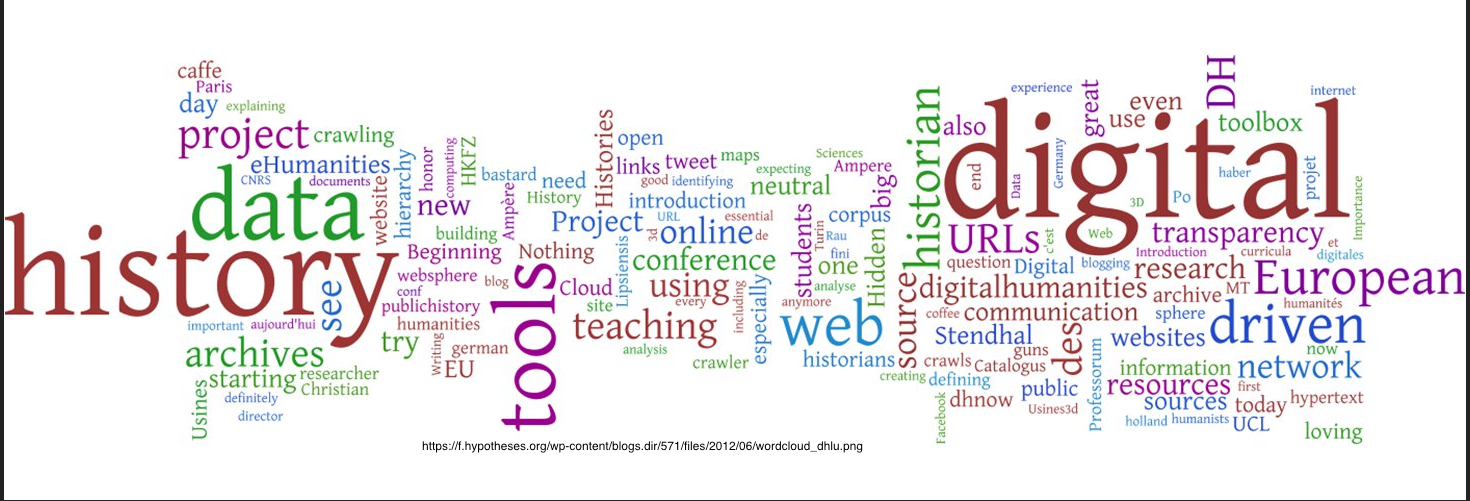 caffe
Paris
day
explaining
project
crawling
eHumanities
CNRS
documents
data
website
hierarchy
history
see
important
aujourd'hui
archives
starting
researcher
Christian
Usines
definitely
director
honor
computing
HKFZ
new
building
Beginning
websphere
conf
blog
publichistory
humanities
try
Writing
german
EU
bastard
need
History
Ampère
Project
Nothing
tools
Cloud
site
Lipsiensis
Histories
open
links
tweet
maps
good
identifying
expecting
introduction
neutral
URL
essential
3d
online
de
conference
using
every
including
teaching
analysis
crawler
especially
Sciences
Ampere
big
students
Turin
corpus
Rau
fini
one
analyse
Hidden
anymore
web
historians
historian
source
creating
also
experience
great
even
use
DH
internet
toolbox
digital
end
Data
Germany
3D
Po
haber
projet
Importance
URLs
c'est
Web
transparency
et
digitales
question
Digital
blogging
Introduction
curricula
research
European
digitalhumanities
archive
MT
humanités
coffee
communication
sphere
driven
Stendhal
des
websites
now
crawls
guns
Catalogus
information
network
defining
public
Professorum
resources
first
hypertext
dhnow
Usines3d
sources
today
Facebook
holland
humanists
UCL
loving
https://f.hypotheses.org/wp-content/blogs.dir/571/files/2012/06/wordcloud_dhlu.png